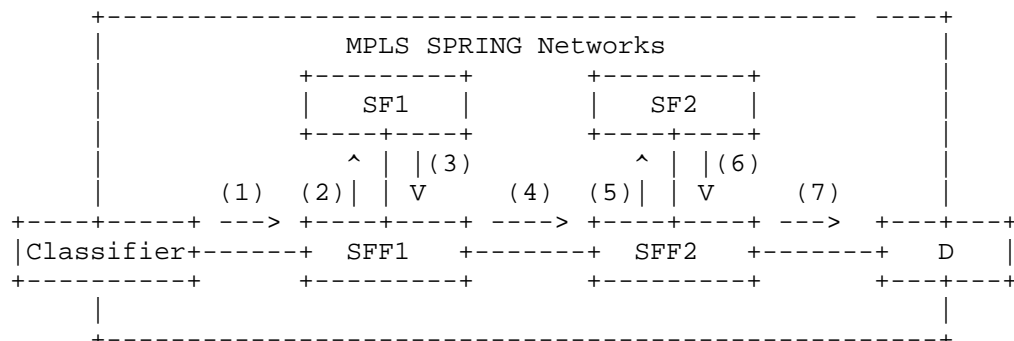 MPLS SPRING Networks
SF1 SF2
(3) (6)
(1) (2) V (4) (5) V (7)
Classifier SFF1 SFF2 D